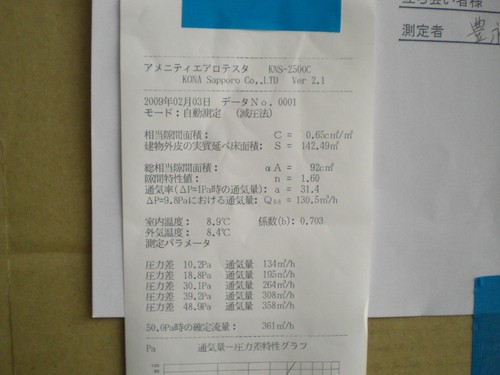 立ち会い者様
測定者
アメニティエアロテスタ KNS-2500C
KONA Sapporo Co.,LTD Ver 2.1
2009年02月03日 データNo. 0001
モード：自動測定 （減圧法）
相当隙間面積： C = 0.65c㎡/㎡
建物外皮の実質延べ床面積： S = 142.49㎡
総相当隙間面積： αA = 92c㎡
隙間特性値： n = 1.60
通気率(ΔP=1Pa時の通気量)： a = 31.4
ΔP=9.8Paにおける通気量： Q9.8 = 130.5㎥/h
室内温度： 8.9℃ 係数(b)： 0.703
外気温度： 8.4℃
測定パラメータ
圧力差 10.2Pa 通気量 134㎥/h
圧力差 18.8Pa 通気量 195㎥/h
圧力差 30.1Pa 通気量 264㎥/h
圧力差 39.2Pa 通気量 308㎥/h
圧力差 48.9Pa 通気量 358㎥/h
50.0Pa時の確定流量： 361㎥/h
Pa 通気量－圧力差特性グラフ